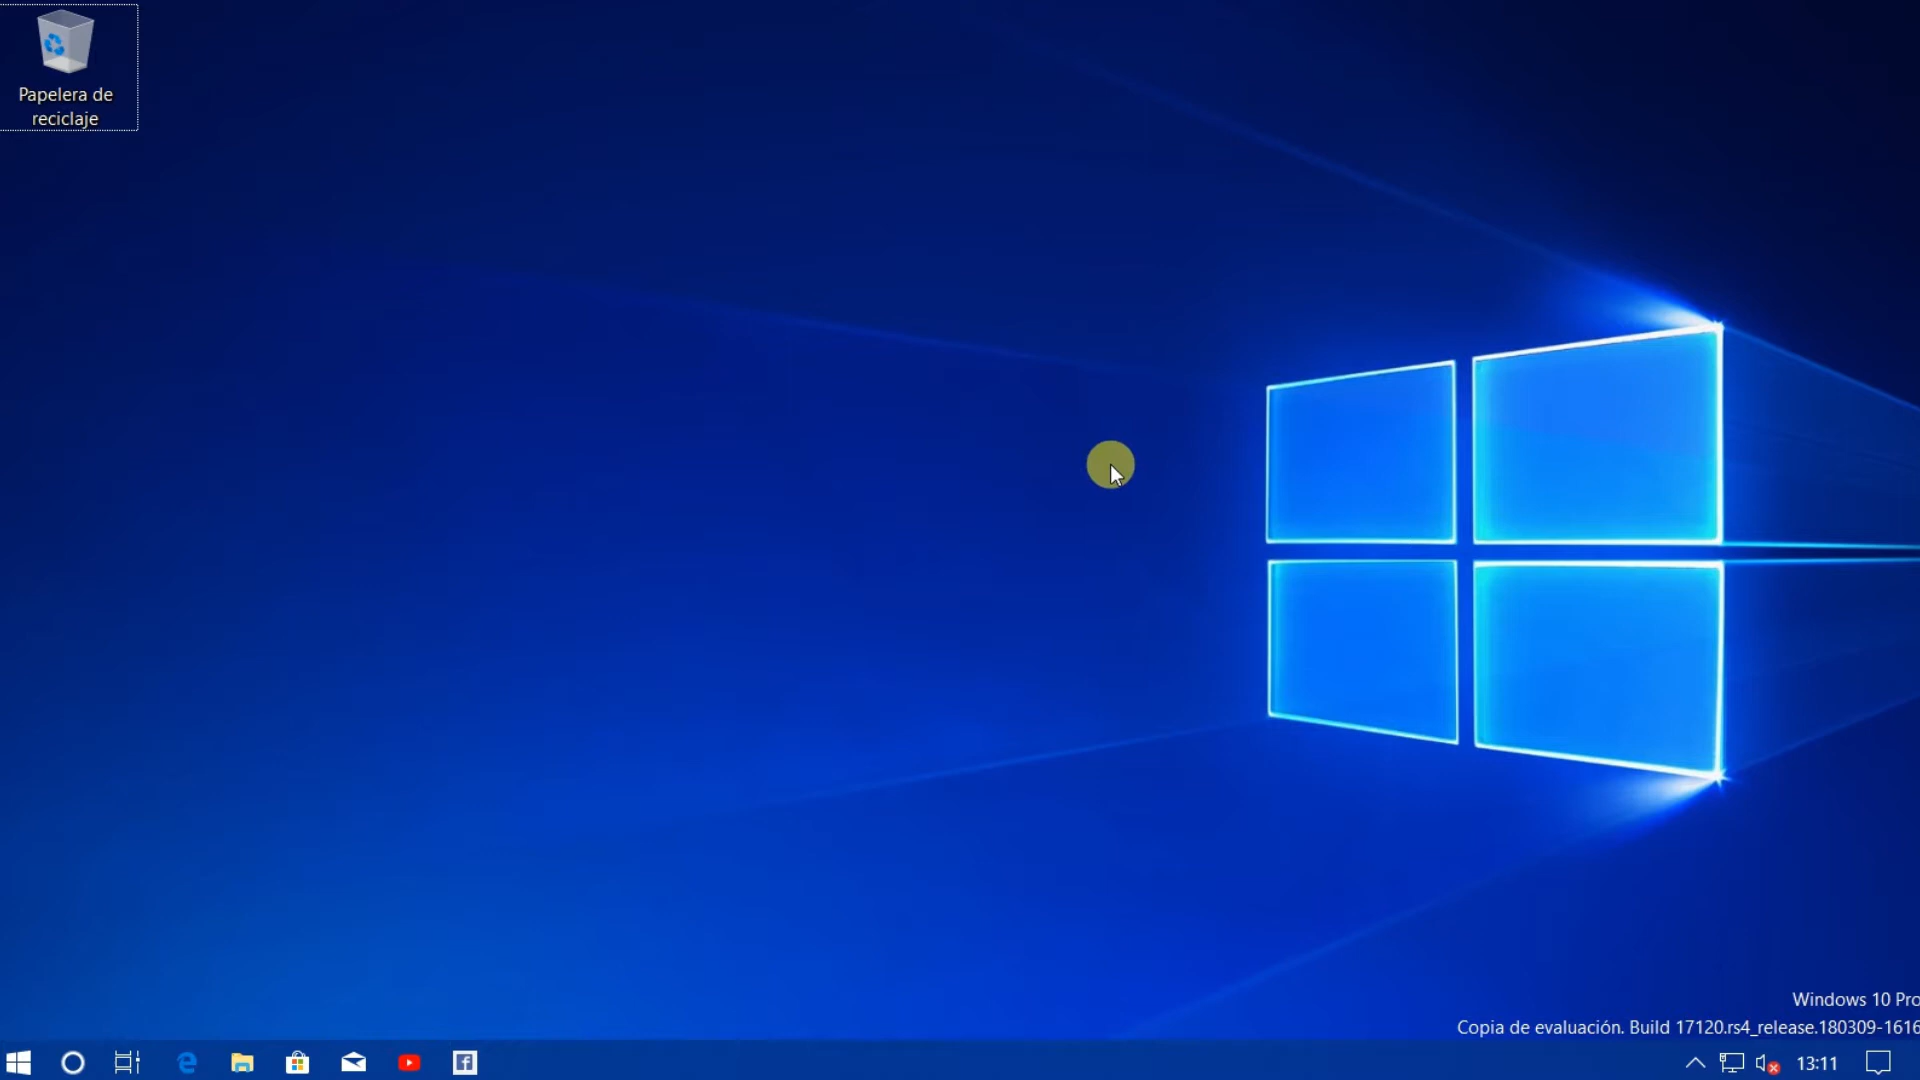 Papelera de
reciclaje
Windows 10 Pro
Copia de evaluación. Build 17120.rs4_release.180309-1616
13:11